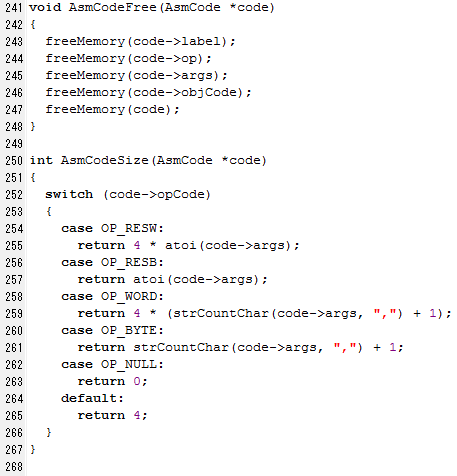 241 void AsmCodeFree(AsmCode *code)
242 {
243   freeMemory(code->label);
244   freeMemory(code->op);
245   freeMemory(code->args);
246   freeMemory(code->objCode);
247   freeMemory(code);
248 }
249
250 int AsmCodeSize(AsmCode *code)
251 {
252   switch (code->opCode)
253   {
254     case OP_RESW:
255       return 4 * atoi(code->args);
256     case OP_RESB:
257       return atoi(code->args);
258     case OP_WORD:
259       return 4 * (strCountChar(code->args, ",") + 1);
260     case OP_BYTE:
261       return strCountChar(code->args, ",") + 1;
262     case OP_NULL:
263       return 0;
264     default:
265       return 4;
266   }
267 }
268